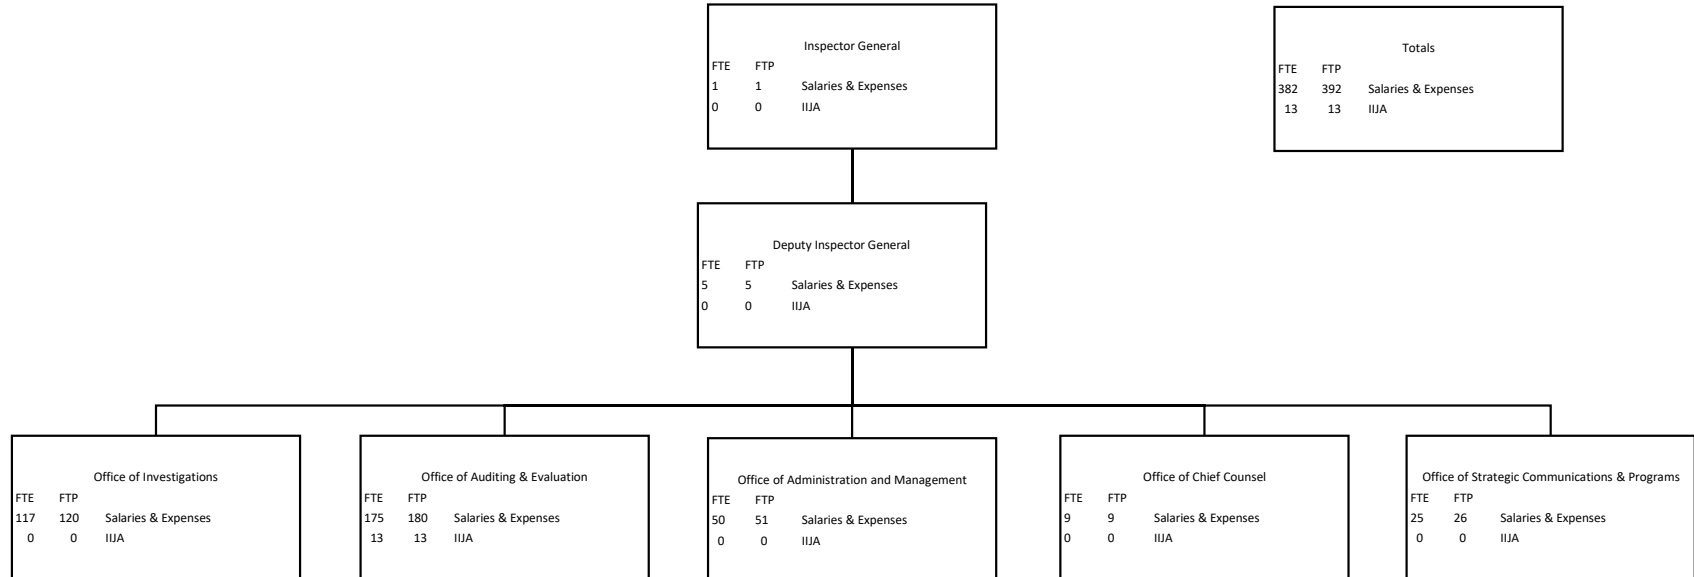 Inspector General
FTE FTP
1 1 Salaries & Expenses
0 0 IIJA
Totals
FTE FTP
382 392 Salaries & Expenses
13 13 IIJA
Deputy Inspector General
FTE FTP
5 5 Salaries & Expenses
0 0 IIJA
Office of Investigations
FTE FTP
117 120 Salaries & Expenses
0 0 IIJA
Office of Auditing & Evaluation
FTE FTP
175 180 Salaries & Expenses
13 13 IIJA
Office of Administration and Management
FTE FTP
50 51 Salaries & Expenses
0 0 IIJA
Office of Chief Counsel
FTE FTP
9 9 Salaries & Expenses
0 0 IIJA
Office of Strategic Communications & Programs
FTE FTP
25 26 Salaries & Expenses
0 0 IIJA